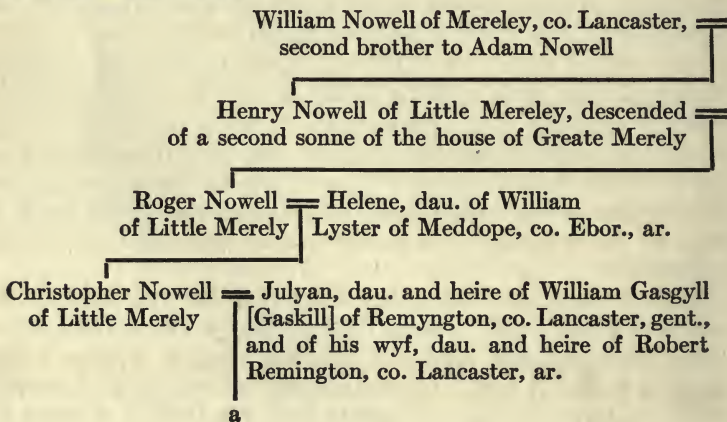 William Nowell of Mereley, co. Lancaster,
second brother to Adam Nowell
Henry Nowell of Little Mereley, descended
of a second sonne of the house of Greate Merely
Roger Nowell
of Little Merely
Helene, dau. of William
Lyster of Meddope, co. Ebor., ar.
Christopher Nowell
of Little Merely
Julyan, dau. and heire of William Gasgyll
[Gaskill] of Remyngton, co. Lancaster, gent.,
and of his wyf, dau. and heire of Robert
Remington, co. Lancaster, ar.
a